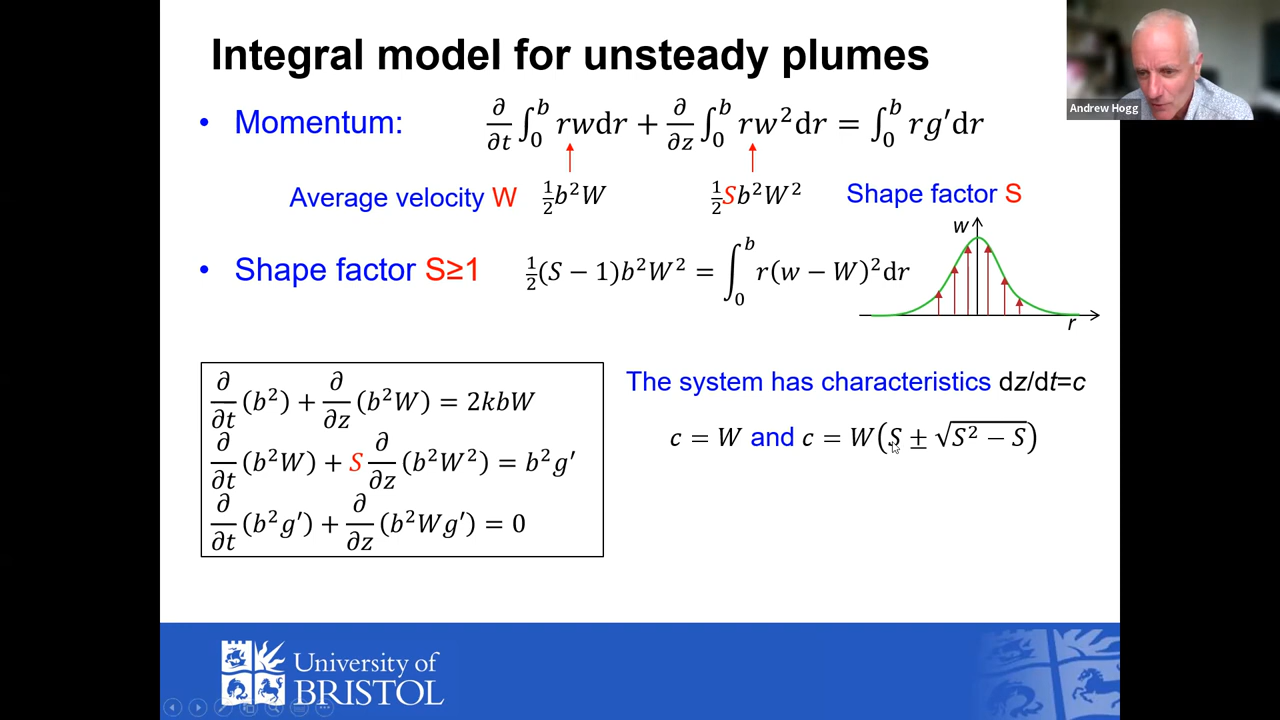 Integral model for unsteady plumes
Andrew Hogg
• Momentum: ∂/∂t ∫₀ᵇ rwdr + ∂/∂z ∫₀ᵇ rw²dr = ∫₀ᵇ rg′dr
Average velocity W ½b²W ½Sb²W² Shape factor S
w
• Shape factor S≥1 ½(S − 1)b²W² = ∫₀ᵇ r(w − W)²dr
r
∂/∂t (b²) + ∂/∂z (b²W) = 2kbW
∂/∂t (b²W) + S ∂/∂z (b²W²) = b²g′
∂/∂t (b²g′) + ∂/∂z (b²Wg′) = 0
The system has characteristics dz/dt=c
c = W and c = W(S ± √(S² − S))
University of
BRISTOL